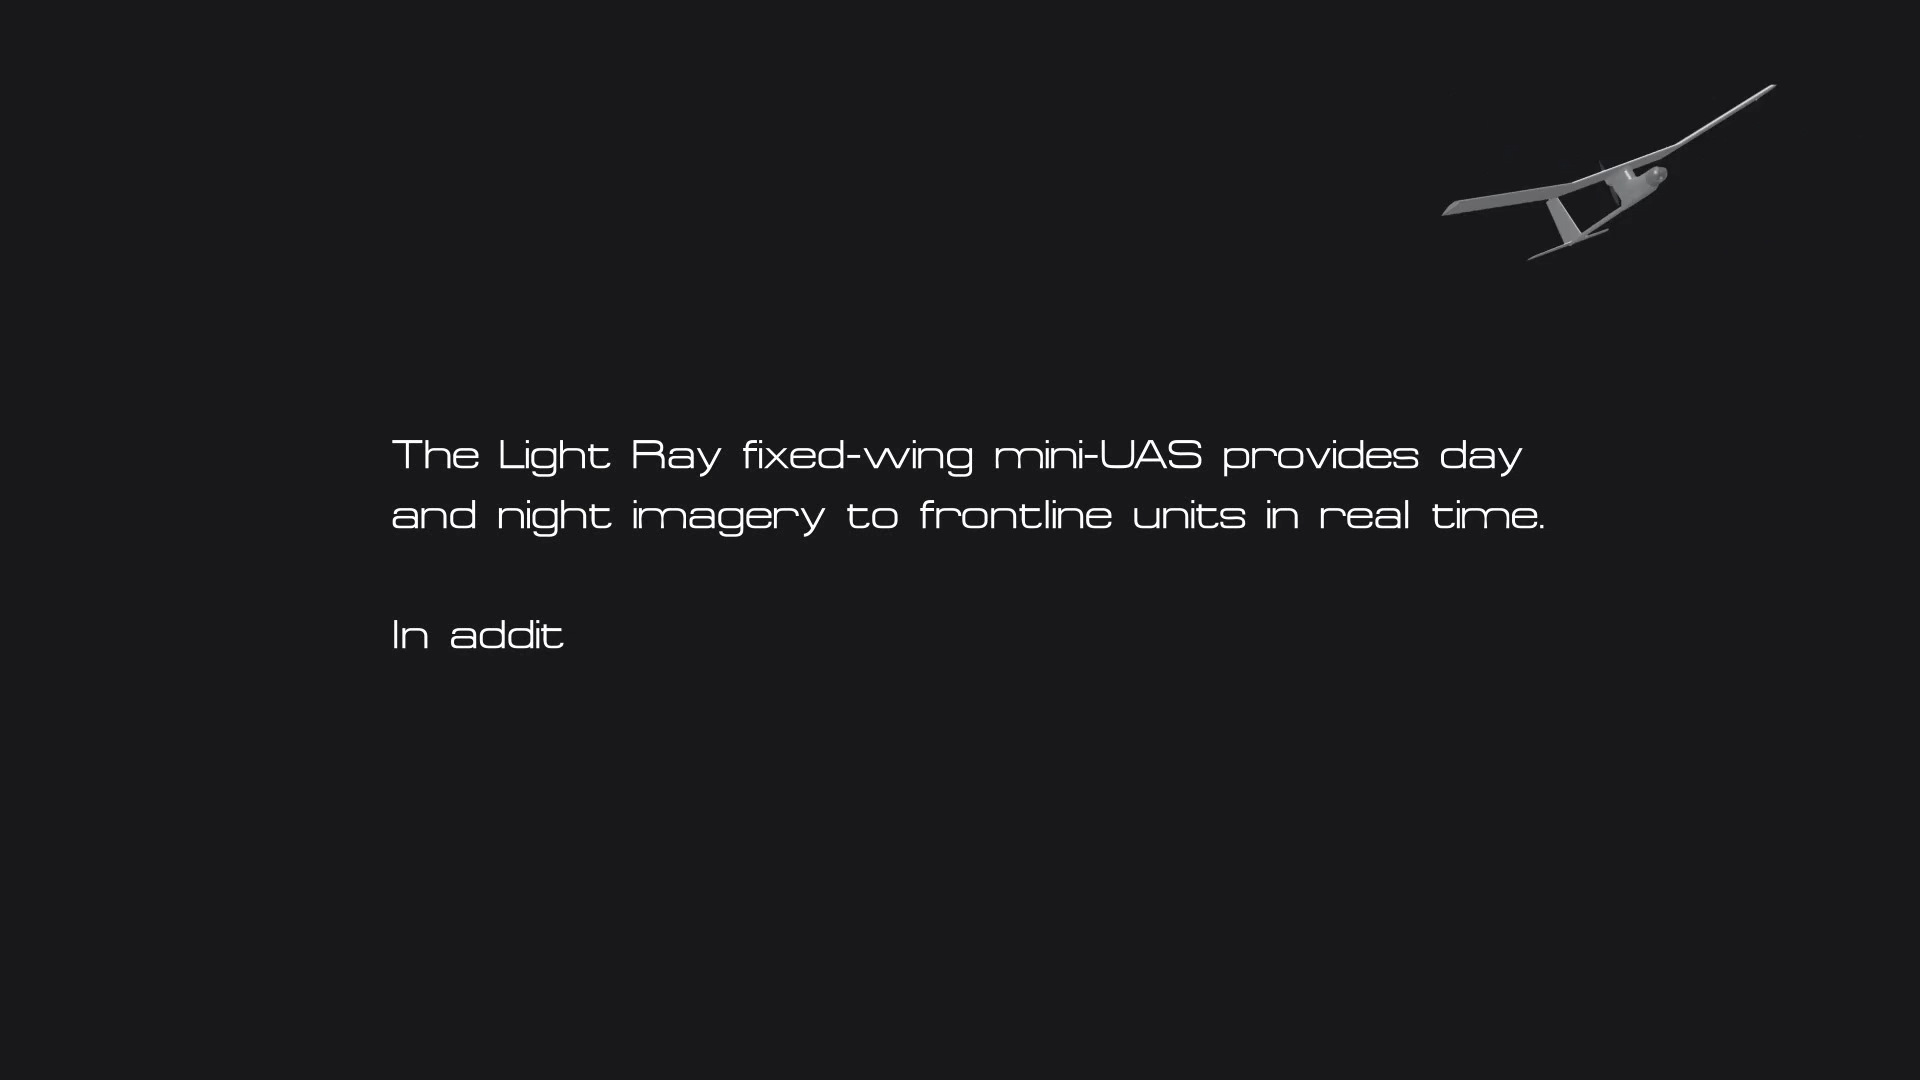 The Light Ray fixed-wing mini-UAS provides day
and night imagery to frontline units in real time.
In addit